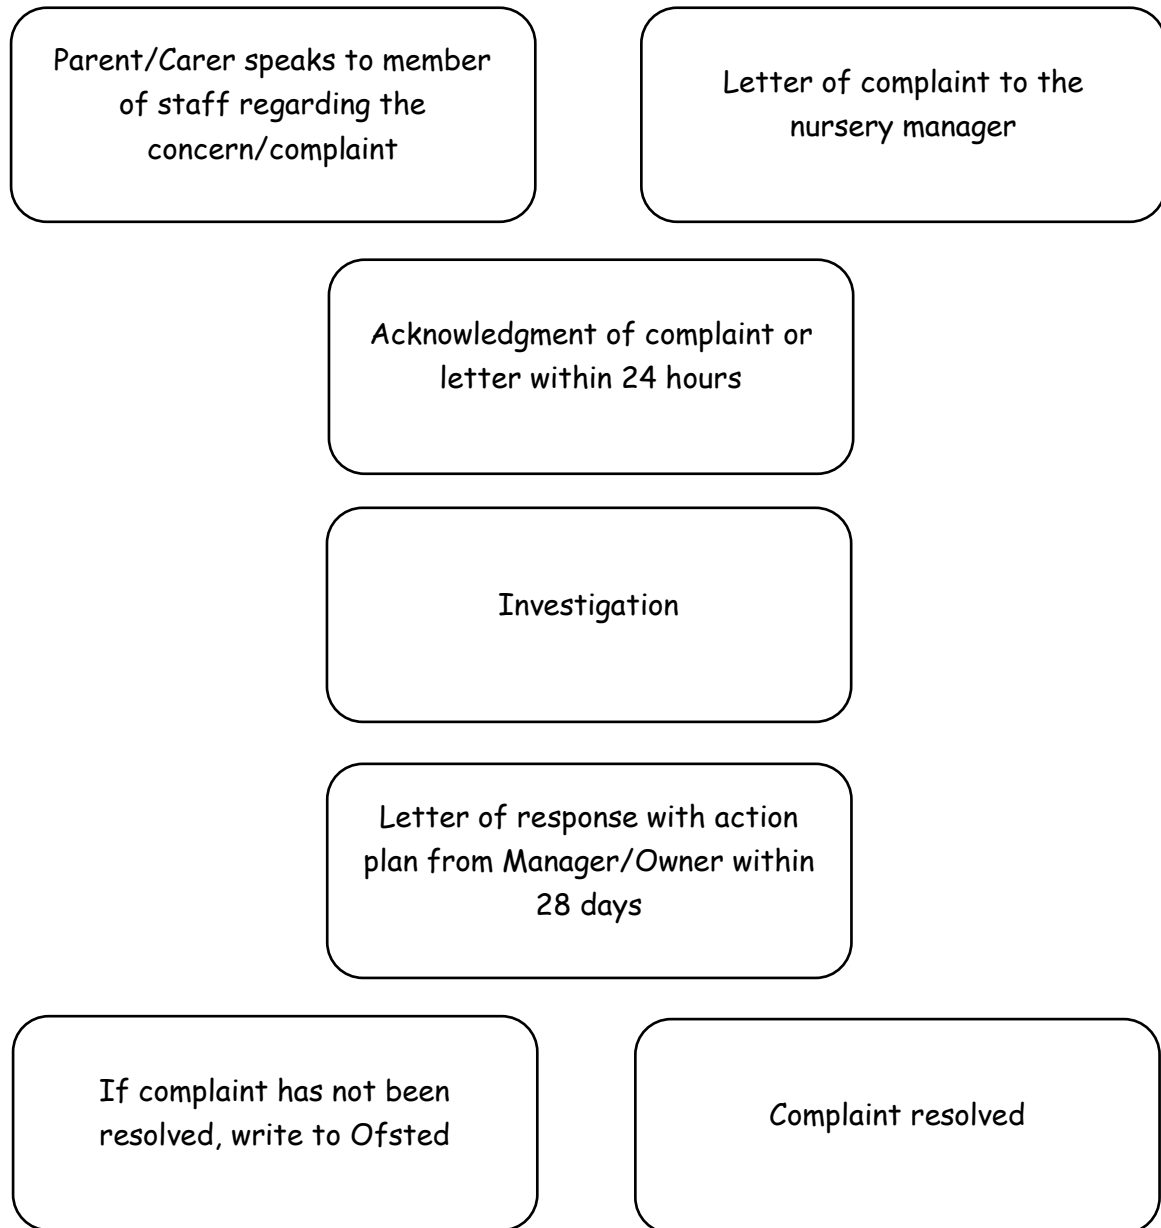 Parent/Carer speaks to member
of staff regarding the
concern/complaint
Letter of complaint to the
nursery manager
Acknowledgment of complaint or
letter within 24 hours
Investigation
Letter of response with action
plan from Manager/Owner within
28 days
If complaint has not been
resolved, write to Ofsted
Complaint resolved